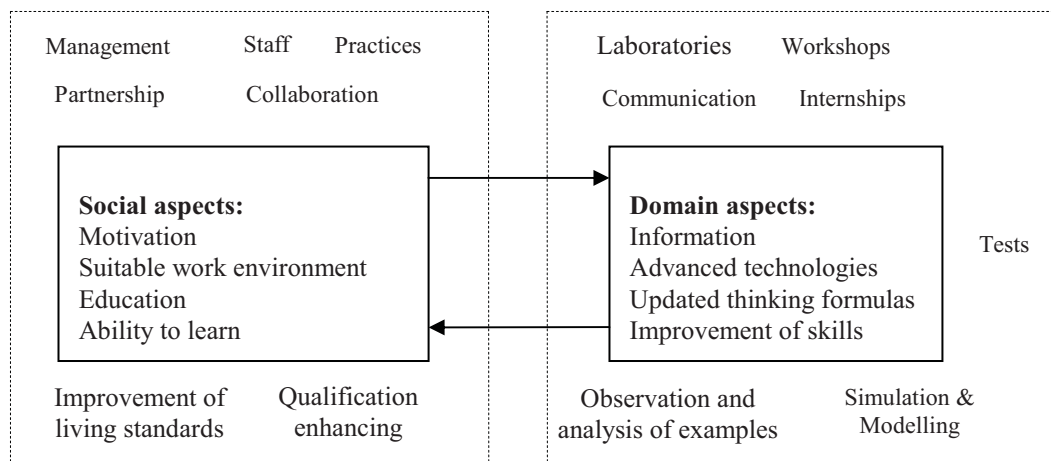 Management Staff Practices
Partnership Collaboration
Social aspects:
Motivation
Suitable work environment
Education
Ability to learn
Improvement of
living standards
Qualification
enhancing
Laboratories Workshops
Communication Internships
Domain aspects:
Information
Advanced technologies
Updated thinking formulas
Improvement of skills
Tests
Observation and
analysis of examples
Simulation &
Modelling